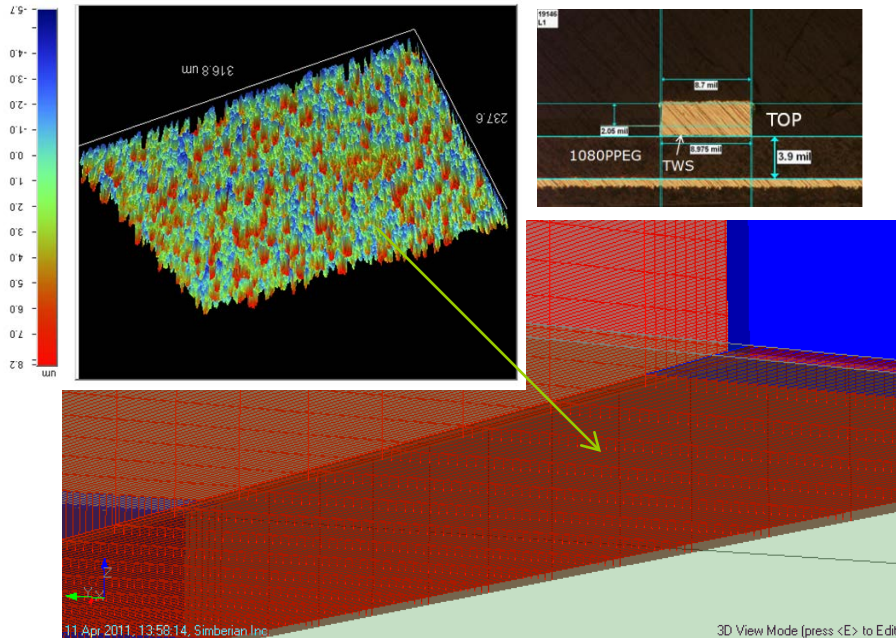 -5.7
-4.0
-3.0
-2.0
-1.0
0.0
1.0
2.0
3.0
4.0
5.0
6.0
7.0
8.2
um
316.8 um
237.6
19146
L1
8.7 mil
2.05 mil
TOP
1080PPEG
TWS
8.975 mil
3.9 mil
Z
Y
X
11 Apr 2011, 13:58:14, Simberian Inc.
3D View Mode (press <E> to Edi